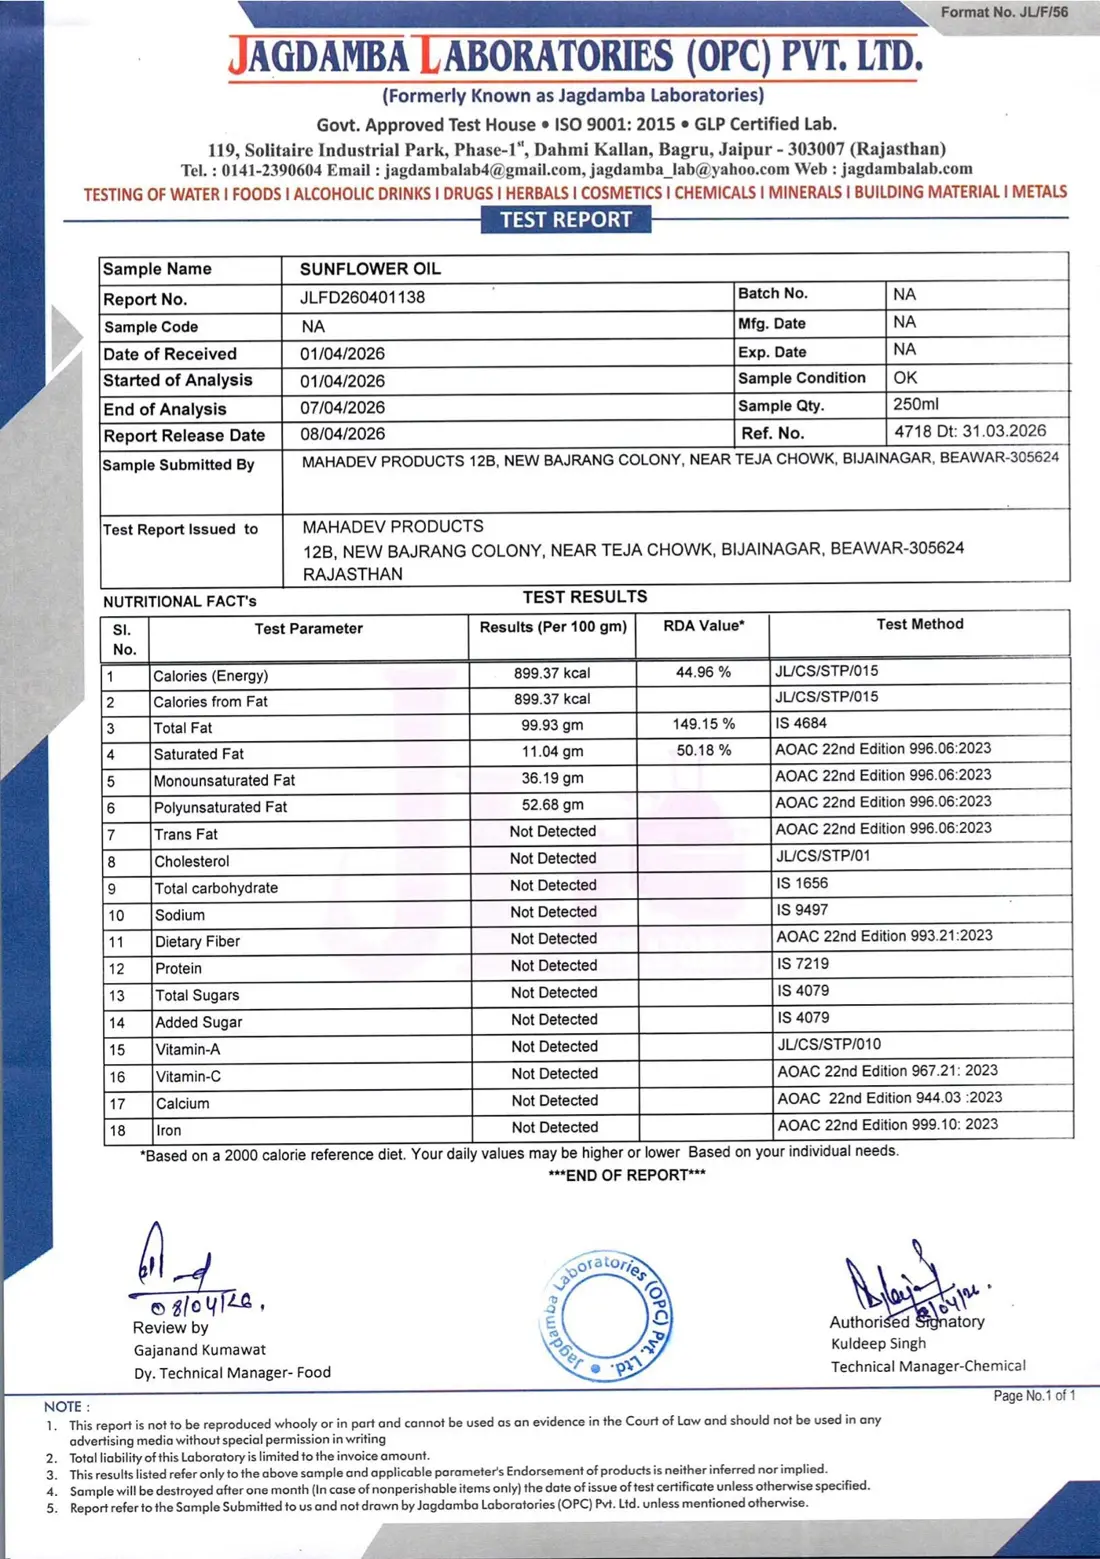 Format No. JL/F/56
JAGDAMBA LABORATORIES (OPC) PVT. LTD.
(Formerly Known as Jagdamba Laboratories)
Govt. Approved Test House • ISO 9001: 2015 • GLP Certified Lab.
119, Solitaire Industrial Park, Phase-1st, Dahmi Kallan, Bagru, Jaipur - 303007 (Rajasthan)
Tel. : 0141-2390604 Email : jagdambalab4@gmail.com, jagdamba_lab@yahoo.com Web : jagdambalab.com
TESTING OF WATER I FOODS I ALCOHOLIC DRINKS I DRUGS I HERBALS I COSMETICS I CHEMICALS I MINERALS I BUILDING MATERIAL I METALS
TEST REPORT
Sample Name SUNFLOWER OIL
Report No. JLFD260401138 Batch No. NA
Sample Code NA Mfg. Date NA
Date of Received 01/04/2026 Exp. Date NA
Started of Analysis 01/04/2026 Sample Condition OK
End of Analysis 07/04/2026 Sample Qty. 250ml
Report Release Date 08/04/2026 Ref. No. 4718 Dt: 31.03.2026
Sample Submitted By MAHADEV PRODUCTS 12B, NEW BAJRANG COLONY, NEAR TEJA CHOWK, BIJAINAGAR, BEAWAR-305624
Test Report Issued to MAHADEV PRODUCTS
12B, NEW BAJRANG COLONY, NEAR TEJA CHOWK, BIJAINAGAR, BEAWAR-305624
RAJASTHAN
NUTRITIONAL FACT's TEST RESULTS
Sl. No. Test Parameter Results (Per 100 gm) RDA Value* Test Method
1 Calories (Energy) 899.37 kcal 44.96 % JL/CS/STP/015
2 Calories from Fat 899.37 kcal JL/CS/STP/015
3 Total Fat 99.93 gm 149.15 % IS 4684
4 Saturated Fat 11.04 gm 50.18 % AOAC 22nd Edition 996.06:2023
5 Monounsaturated Fat 36.19 gm AOAC 22nd Edition 996.06:2023
6 Polyunsaturated Fat 52.68 gm AOAC 22nd Edition 996.06:2023
7 Trans Fat Not Detected AOAC 22nd Edition 996.06:2023
8 Cholesterol Not Detected JL/CS/STP/01
9 Total carbohydrate Not Detected IS 1656
10 Sodium Not Detected IS 9497
11 Dietary Fiber Not Detected AOAC 22nd Edition 993.21:2023
12 Protein Not Detected IS 7219
13 Total Sugars Not Detected IS 4079
14 Added Sugar Not Detected IS 4079
15 Vitamin-A Not Detected JL/CS/STP/010
16 Vitamin-C Not Detected AOAC 22nd Edition 967.21: 2023
17 Calcium Not Detected AOAC 22nd Edition 944.03 :2023
18 Iron Not Detected AOAC 22nd Edition 999.10: 2023
*Based on a 2000 calorie reference diet. Your daily values may be higher or lower Based on your individual needs.
***END OF REPORT***
08/04/26.
Review by
Gajanand Kumawat
Dy. Technical Manager- Food
Jagdamba Laboratories (OPC) Pvt. Ltd.
8/04/26.
Authorised Signatory
Kuldeep Singh
Technical Manager-Chemical
Page No.1 of 1
NOTE :
1. This report is not to be reproduced whooly or in part and cannot be used as an evidence in the Court of Law and should not be used in any
advertising media without special permission in writing
2. Total liability of this Laboratory is limited to the invoice amount.
3. This results listed refer only to the above sample and applicable parameter's Endorsement of products is neither inferred nor implied.
4. Sample will be destroyed after one month (In case of nonperishable items only) the date of issue of test certificate unless otherwise specified.
5. Report refer to the Sample Submitted to us and not drawn by Jagdamba Laboratories (OPC) Pvt. Ltd. unless mentioned otherwise.